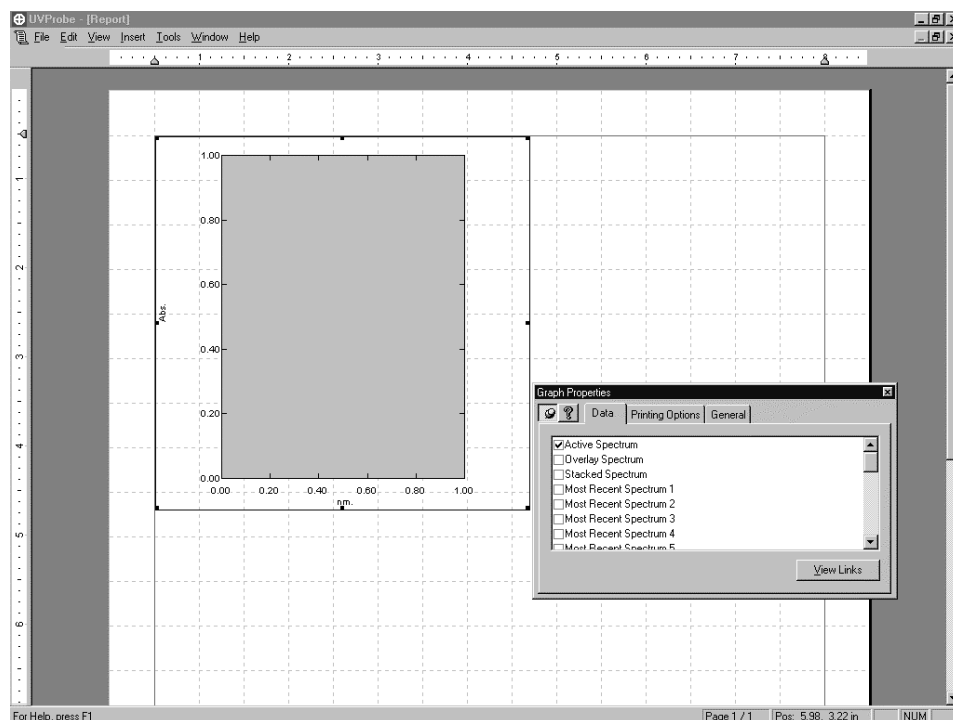 UVProbe - [Report]
File Edit View Insert Tools Window Help
1 2 3 4 5 6 7 8
1
2
3
4
5
6
1.00
0.80
0.60
0.40
0.20
0.00
Abs.
0.00 0.20 0.40 0.60 0.80 1.00
nm.
Graph Properties
Data Printing Options General
Active Spectrum
Overlay Spectrum
Stacked Spectrum
Most Recent Spectrum 1
Most Recent Spectrum 2
Most Recent Spectrum 3
Most Recent Spectrum 4
Most Recent Spectrum 5
View Links
For Help, press F1
Page 1 / 1 Pos: 5.98, 3.22 in NUM